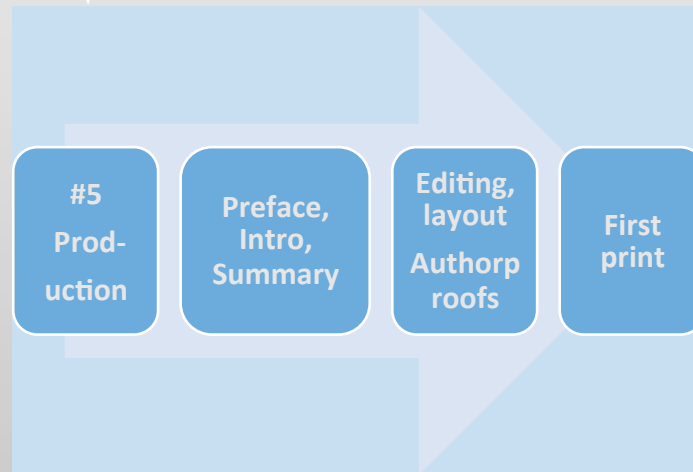 #5
Prod-
uction
Preface,
Intro,
Summary
Editing,
layout
Authorp
roofs
First
print